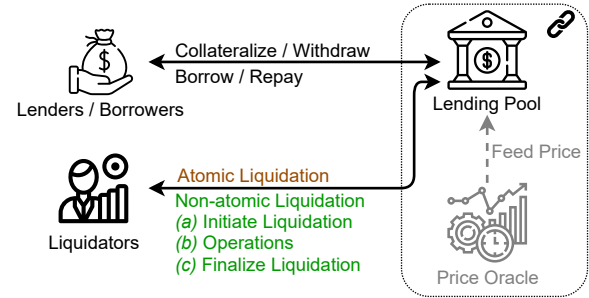 Collateralize / Withdraw
Borrow / Repay
Lenders / Borrowers
Lending Pool
Feed Price
Atomic Liquidation
Non-atomic Liquidation
(a) Initiate Liquidation
(b) Operations
(c) Finalize Liquidation
Liquidators
Price Oracle
$
$